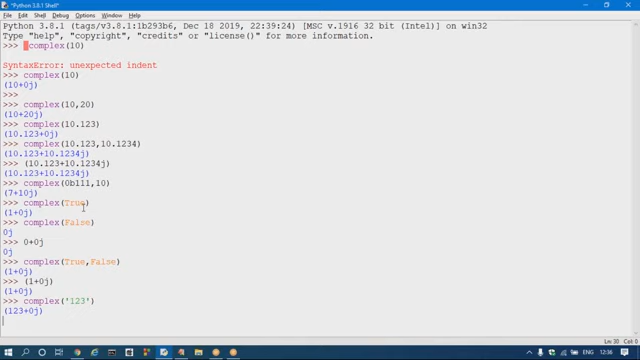 *Python 3.8.1 Shell*
File Edit Shell Debug Options Window Help
Python 3.8.1 (tags/v3.8.1:1b293b6, Dec 18 2019, 22:39:24) [MSC v.1916 32 bit (Intel)] on win32
Type "help", "copyright", "credits" or "license()" for more information.
>>> complex(10)
SyntaxError: unexpected indent
>>> complex(10)
(10+0j)
>>>
>>> complex(10,20)
(10+20j)
>>> complex(10.123)
(10.123+0j)
>>> complex(10.123,10.1234)
(10.123+10.1234j)
>>> (10.123+10.1234j)
(10.123+10.1234j)
>>> complex(0b111,10)
(7+10j)
>>> complex(True)
(1+0j)
>>> complex(False)
0j
>>> 0+0j
0j
>>> complex(True,False)
(1+0j)
>>> (1+0j)
(1+0j)
>>> complex('123')
(123+0j)
Ln: 30 Col: 0
ENG 12:36